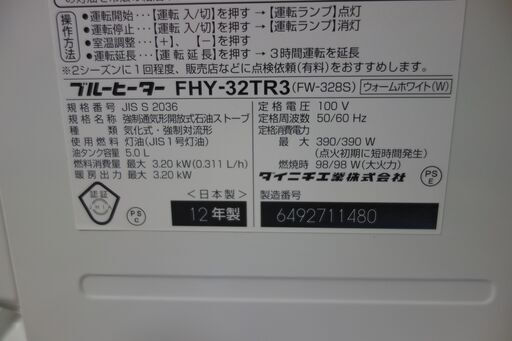 操作方法
•運転開始・・・【運転 入/切】を押す→【運転ランプ】点灯
•運転停止・・・【運転 入/切】を押す→【運転ランプ】消灯
•室温調整・・・【+】、【−】を押す
•運転延長・・・【運転延長】を押す→3時間運転を延長
※2シーズンに1回程度、販売店などに点検依頼(有料)をおすすめします。
ブルーヒーター FHY-32TR3(FW-328S) ウォームホワイト(W)
規格番号 JIS S 2036
種類 強制通気形開放式石油ストーブ
気化式・強制対流形
使用燃料 灯油(JIS1号灯油)
油タンク容量 5.0 L
燃料消費量 最大 3.20 kW (0.311 L/h)
暖房出力 最大 3.20 kW
定格電圧 100 V
定格周波数 50/60 Hz
定格消費電力
最大 390/390 W
(点火初期に短時間発生)
燃焼時 98/98 W (大火力)
ダイニチ工業株式会社
PS
E
認証
JHIA
PS
C
<日本製>
12年製
製造番号
6492711480